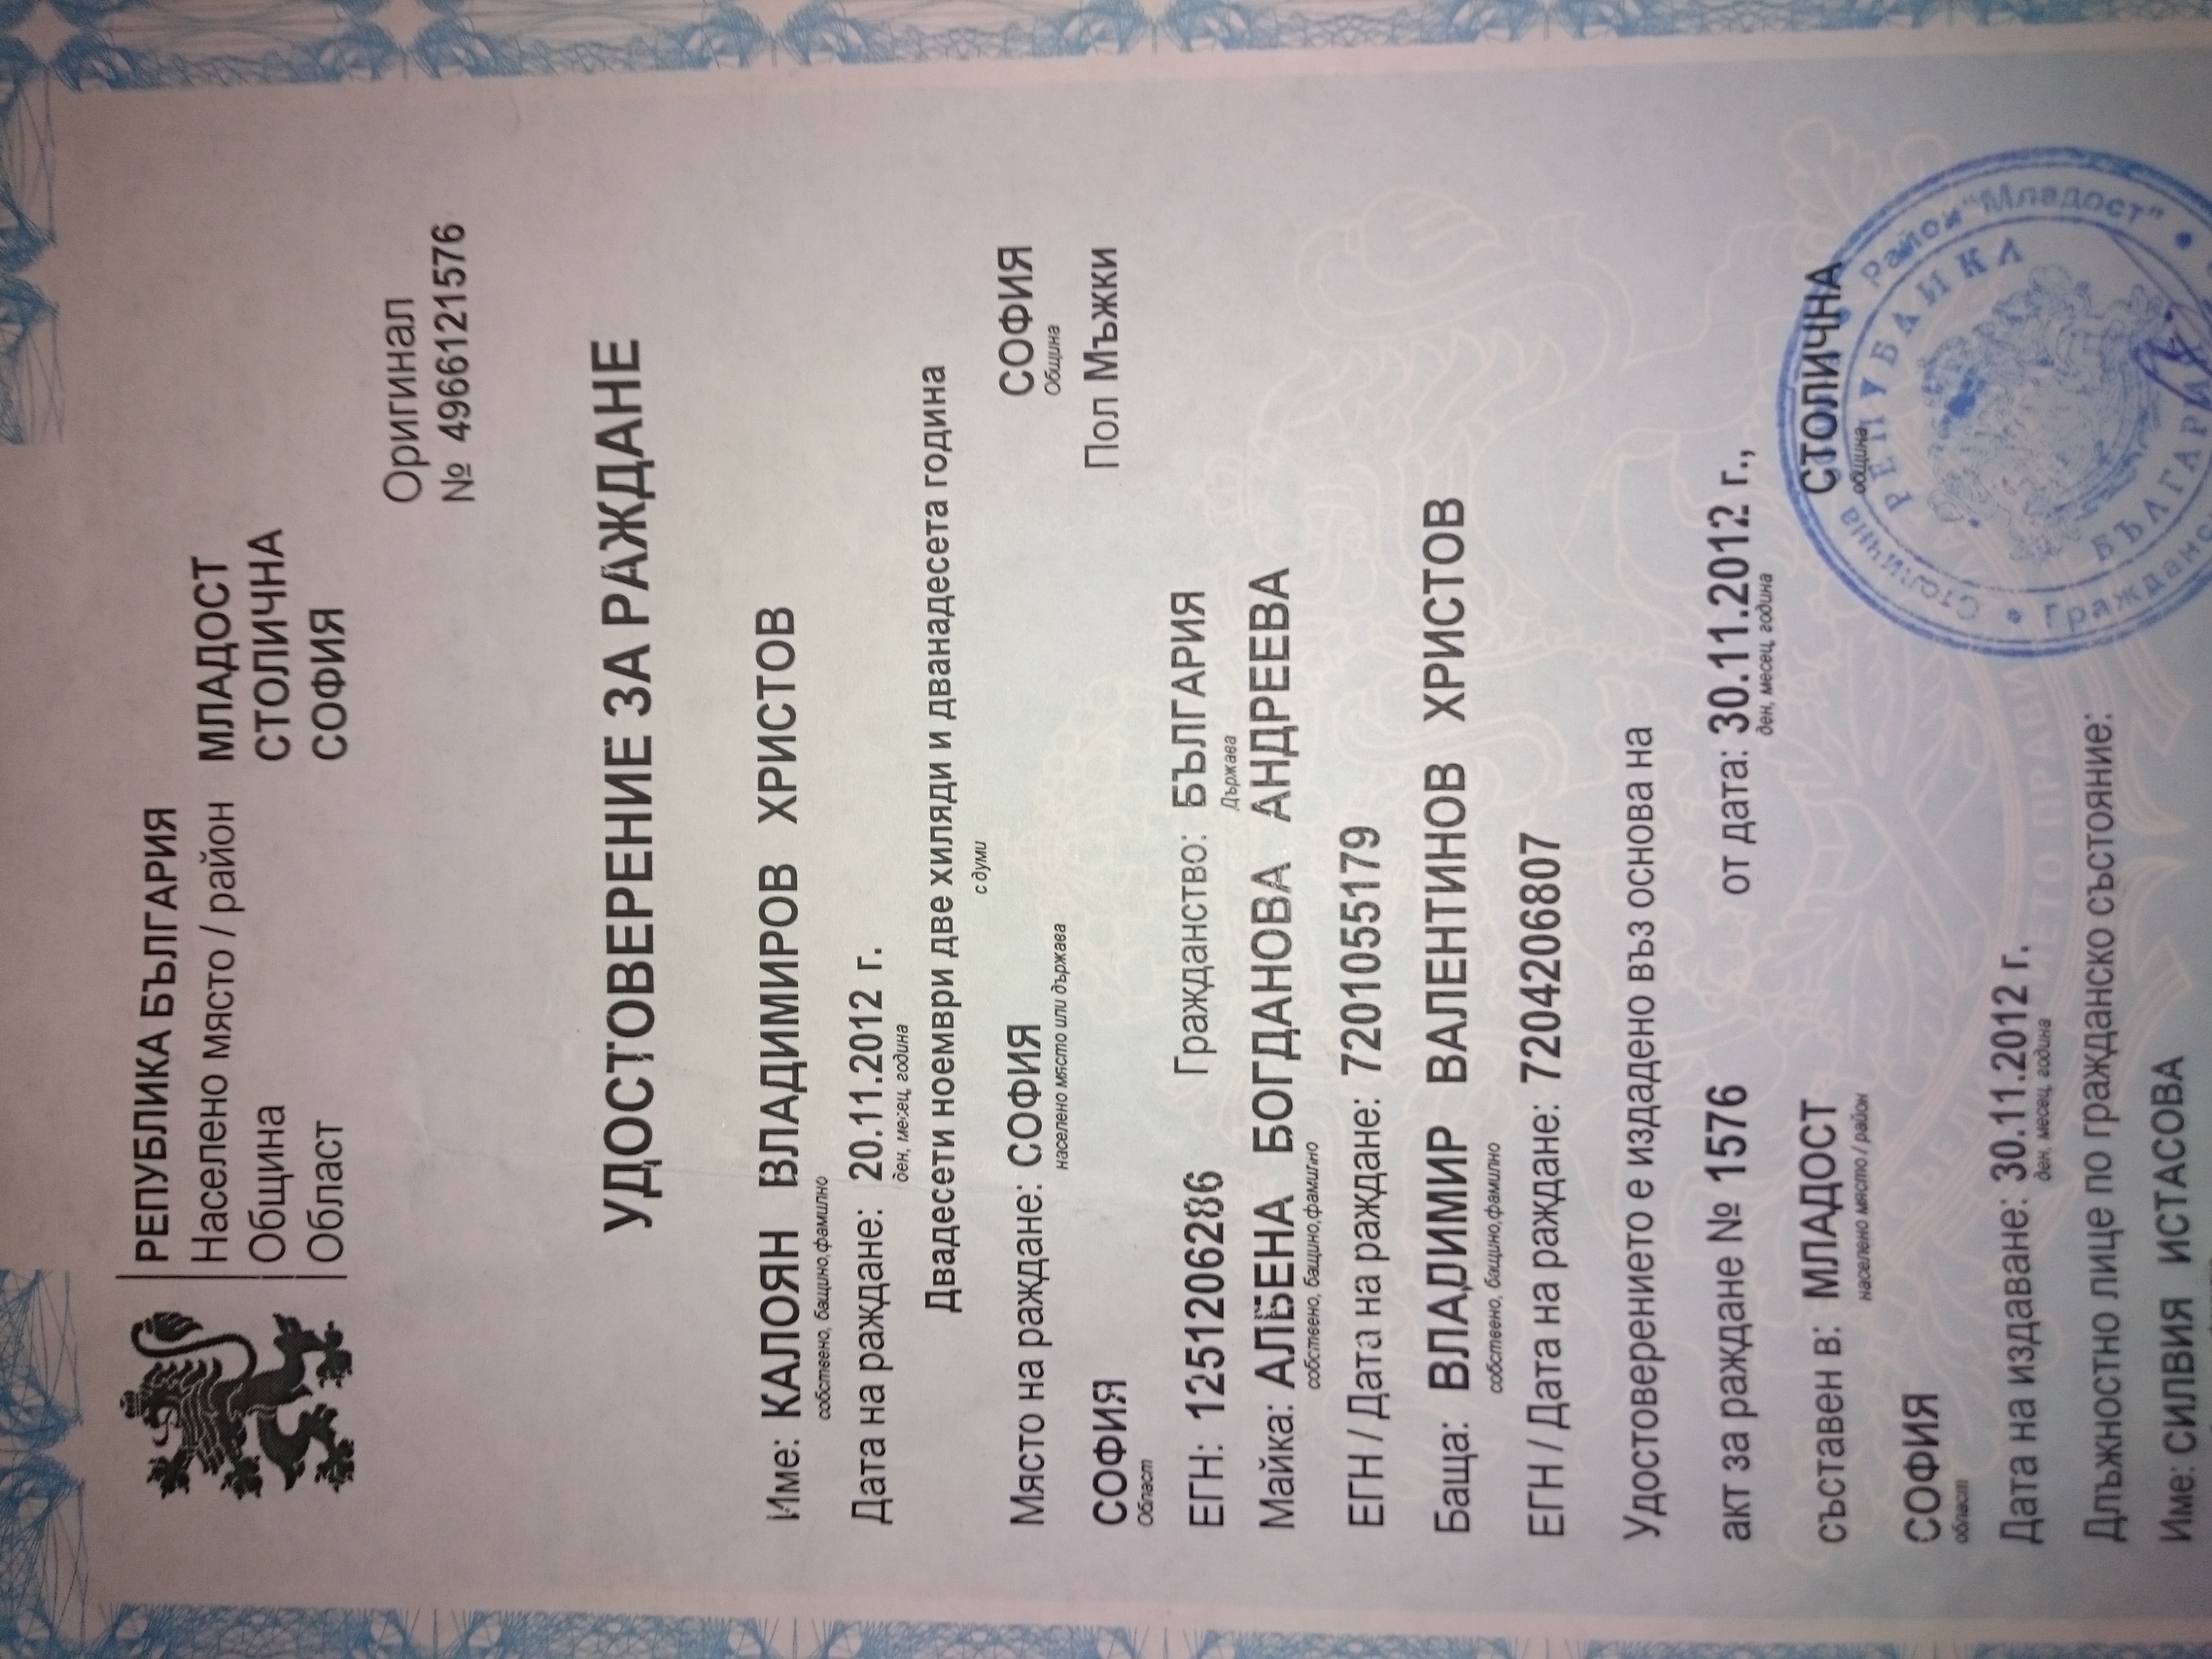 РЕПУБЛИКА БЪЛГАРИЯ
Населено място / район МЛАДОСТ
Община СТОЛИЧНА
Област СОФИЯ
Оригинал
№ 4966121576
УДОСТОВЕРЕНИЕ ЗА РАЖДАНЕ
Име: КАЛОЯН ВЛАДИМИРОВ ХРИСТОВ
собствено, бащино,фамилно
Дата на раждане: 20.11.2012 г.
ден, месец, година
Двадесети ноември две хиляди и дванадесета година
с думи
Място на раждане: СОФИЯ СОФИЯ
населено място или държава Община
СОФИЯ Пол Мъжки
Област
ЕГН: 1251206286 Гражданство: БЪЛГАРИЯ
Държава
Майка: АЛБЕНА БОГДАНОВА АНДРЕЕВА
собствено, бащино,фамилно
ЕГН / Дата на раждане: 7201055179
Баща: ВЛАДИМИР ВАЛЕНТИНОВ ХРИСТОВ
собствено, бащино,фамилно
ЕГН / Дата на раждане: 7204206807
Удостоверението е издадено въз основа на
акт за раждане № 1576 от дата: 30.11.2012 г.,
ден, месец, година
съставен в: МЛАДОСТ СТОЛИЧНА
населено място / район община
СОФИЯ
област
Дата на издаване: 30.11.2012 г.
ден, месец, година
Длъжностно лице по гражданско състояние:
Име: СИЛВИЯ ИСТАСОВА
Столична
Район "Младост"
РЕПУБЛИКА